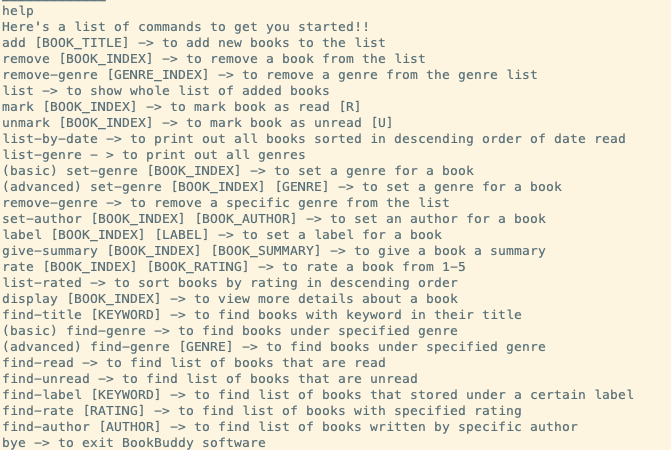 help
Here's a list of commands to get you started!!
add [BOOK_TITLE] -> to add new books to the list
remove [BOOK_INDEX] -> to remove a book from the list
remove-genre [GENRE_INDEX] -> to remove a genre from the genre list
list -> to show whole list of added books
mark [BOOK_INDEX] -> to mark book as read [R]
unmark [BOOK_INDEX] -> to mark book as unread [U]
list-by-date -> to print out all books sorted in descending order of date read
list-genre - > to print out all genres
(basic) set-genre [BOOK_INDEX] -> to set a genre for a book
(advanced) set-genre [BOOK_INDEX] [GENRE] -> to set a genre for a book
remove-genre -> to remove a specific genre from the list
set-author [BOOK_INDEX] [BOOK_AUTHOR] -> to set an author for a book
label [BOOK_INDEX] [LABEL] -> to set a label for a book
give-summary [BOOK_INDEX] [BOOK_SUMMARY] -> to give a book a summary
rate [BOOK_INDEX] [BOOK_RATING] -> to rate a book from 1-5
list-rated -> to sort books by rating in descending order
display [BOOK_INDEX] -> to view more details about a book
find-title [KEYWORD] -> to find books with keyword in their title
(basic) find-genre -> to find books under specified genre
(advanced) find-genre [GENRE] -> to find books under specified genre
find-read -> to find list of books that are read
find-unread -> to find list of books that are unread
find-label [KEYWORD] -> to find list of books that stored under a certain label
find-rate [RATING] -> to find list of books with specified rating
find-author [AUTHOR] -> to find list of books written by specific author
bye -> to exit BookBuddy software